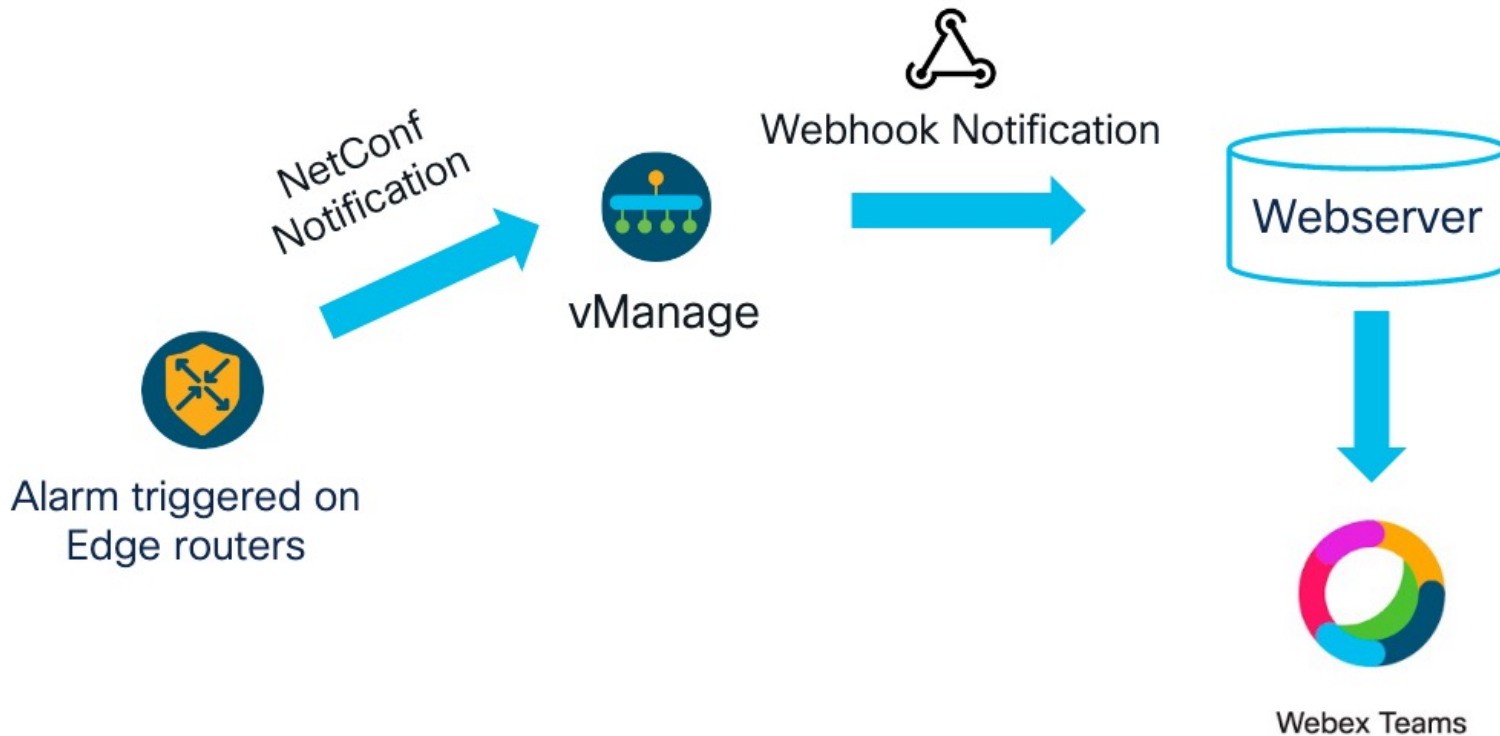 NetConf
Notification
Webhook Notification
Webserver
vManage
Alarm triggered on
Edge routers
Webex Teams